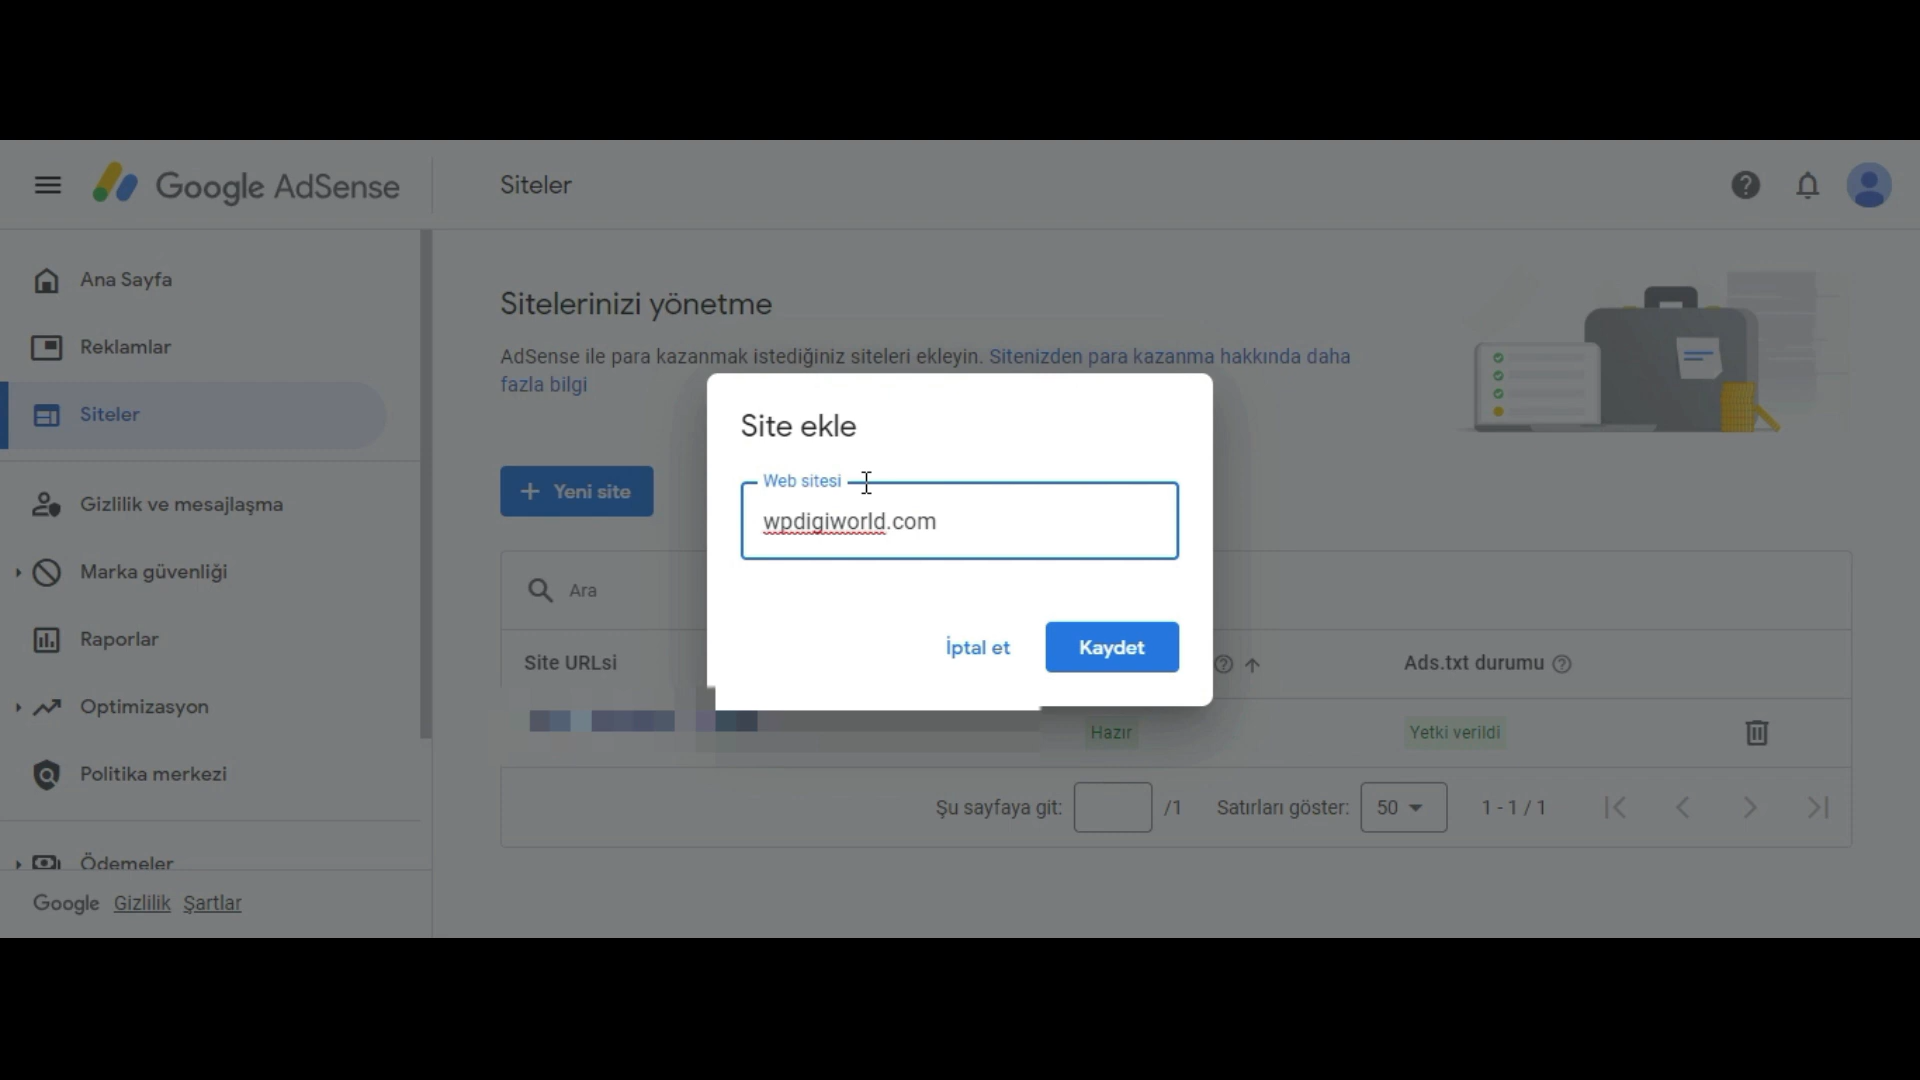 Google AdSense
Siteler
Ana Sayfa
Reklamlar
Siteler
Gizlilik ve mesajlaşma
Marka güvenliği
Raporlar
Optimizasyon
Politika merkezi
Ödemeler
Google Gizlilik Şartlar
Sitelerinizi yönetme
AdSense ile para kazanmak istediğiniz siteleri ekleyin. Sitenizden para kazanma hakkında daha
fazla bilgi
+ Yeni site
Site ekle
Web sitesi
wpdigiworld.com
İptal et Kaydet
Ara
Site URLsi Ads.txt durumu
Hazır Yetki verildi
Şu sayfaya git: /1 Satırları göster: 50 1 - 1 / 1